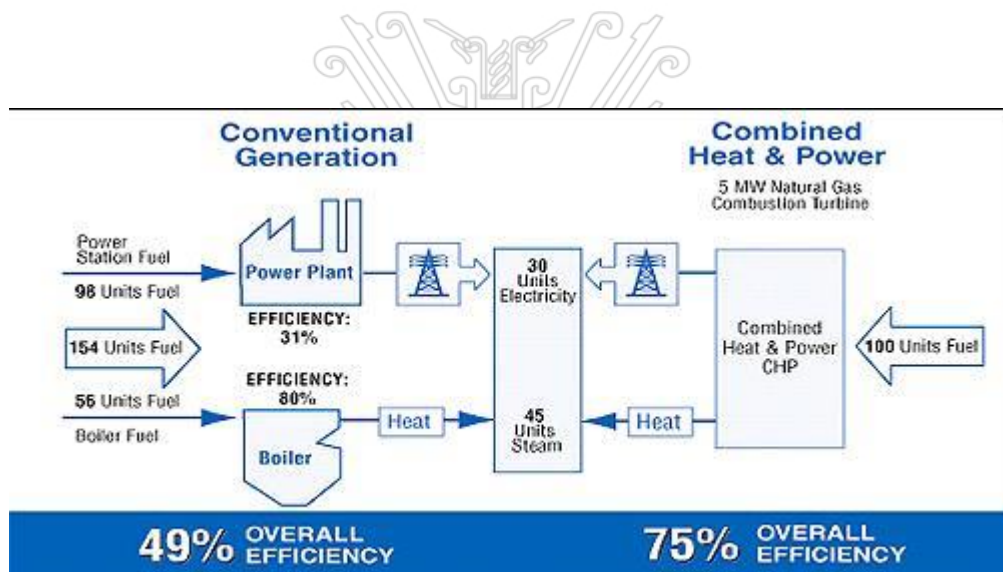 Conventional
Generation
Combined
Heat & Power
5 MW Natural Gas
Combustion Turbine
Power
Station Fuel
98 Units Fuel
Power Plant
EFFICIENCY:
31%
154 Units Fuel
EFFICIENCY:
80%
56 Units Fuel
Boiler Fuel
Boiler
Heat
30
Units
Electricity
45
Units
Steam
Heat
Combined
Heat & Power
CHP
100 Units Fuel
49% OVERALL
EFFICIENCY
75% OVERALL
EFFICIENCY